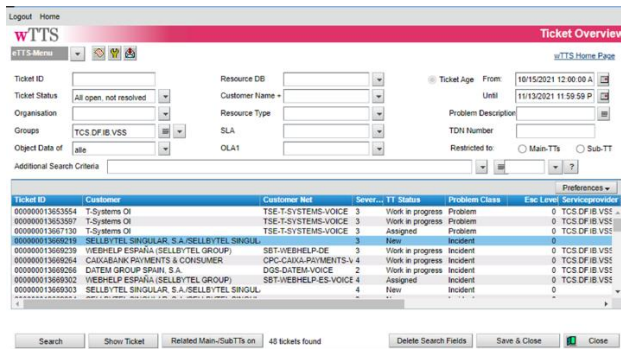 Logout Home
wTTS
Ticket Overview
eTTS-Menu
wTTS Home Page
Ticket ID
Resource DB
Ticket Age From: 10/15/2021 12:00:00 A
Ticket Status All open, not resolved
Customer Name +
Until 11/13/2021 11:59:59 P
Organisation
Resource Type
Problem Description
Groups TCS.DF.IB.VSS
SLA
TDN Number
Object Data of alle
OLA1
Restricted to: Main-TTs Sub-TT
Additional Search Criteria ?
Preferences
Ticket ID Customer Customer Net Sever... TT Status Problem Class Esc Level Serviceprovider
000000013653554 T-Systems OI TSE-T-SYSTEMS-VOICE 3 Work in progress Problem 0 TCS.DF.IB.VSS
000000013653597 T-Systems OI TSE-T-SYSTEMS-VOICE 3 Work in progress Problem 0 TCS.DF.IB.VSS
000000013667130 T-Systems OI TSE-T-SYSTEMS-VOICE 3 Assigned Problem 0 TCS.DF.IB.VSS
000000013669219 SELLBYTEL SINGULAR, S.A./SELLBYTEL SINGUL 3 New Incident 0
000000013669239 WEBHELP ESPAÑA (SELLBYTEL GROUP) SBT-WEBHELP-DE 3 Work in progress Incident 0 TCS.DF.IB.VSS
000000013669264 CAIXABANK PAYMENTS & CONSUMER CPC-CAIXA-PAYMENTS-V 4 Work in progress Incident 0 TCS.DF.IB.VSS
000000013669266 DATEM GROUP SPAIN, S.A. DGS-DATEM-VOICE 2 Work in progress Incident 0 TCS.DF.IB.VSS
000000013669302 WEBHELP ESPAÑA (SELLBYTEL GROUP) SBT-WEBHELP-ES-VOICE 4 Assigned Incident 0 TCS.DF.IB.VSS
000000013669303 SELLBYTEL SINGULAR, S.A./SELLBYTEL SINGUL 4 New Incident 0
Search Show Ticket Related Main-/SubTTs on 48 tickets found Delete Search Fields Save & Close Close